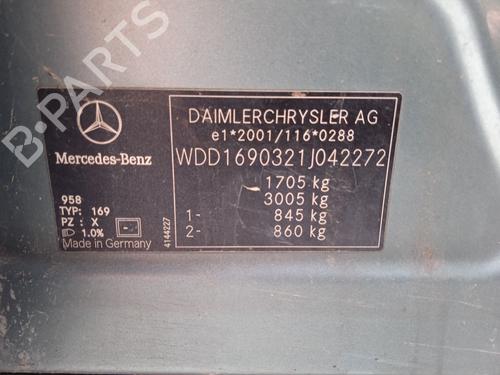 DAIMLERCHRYSLER AG
e1*2001/116*0288
WDD1690321J042272
1705 kg
3005 kg
1- 845 kg
2- 860 kg
Mercedes-Benz
958
TYP: 169
PZ : X
1.0%
Made in Germany
4144227